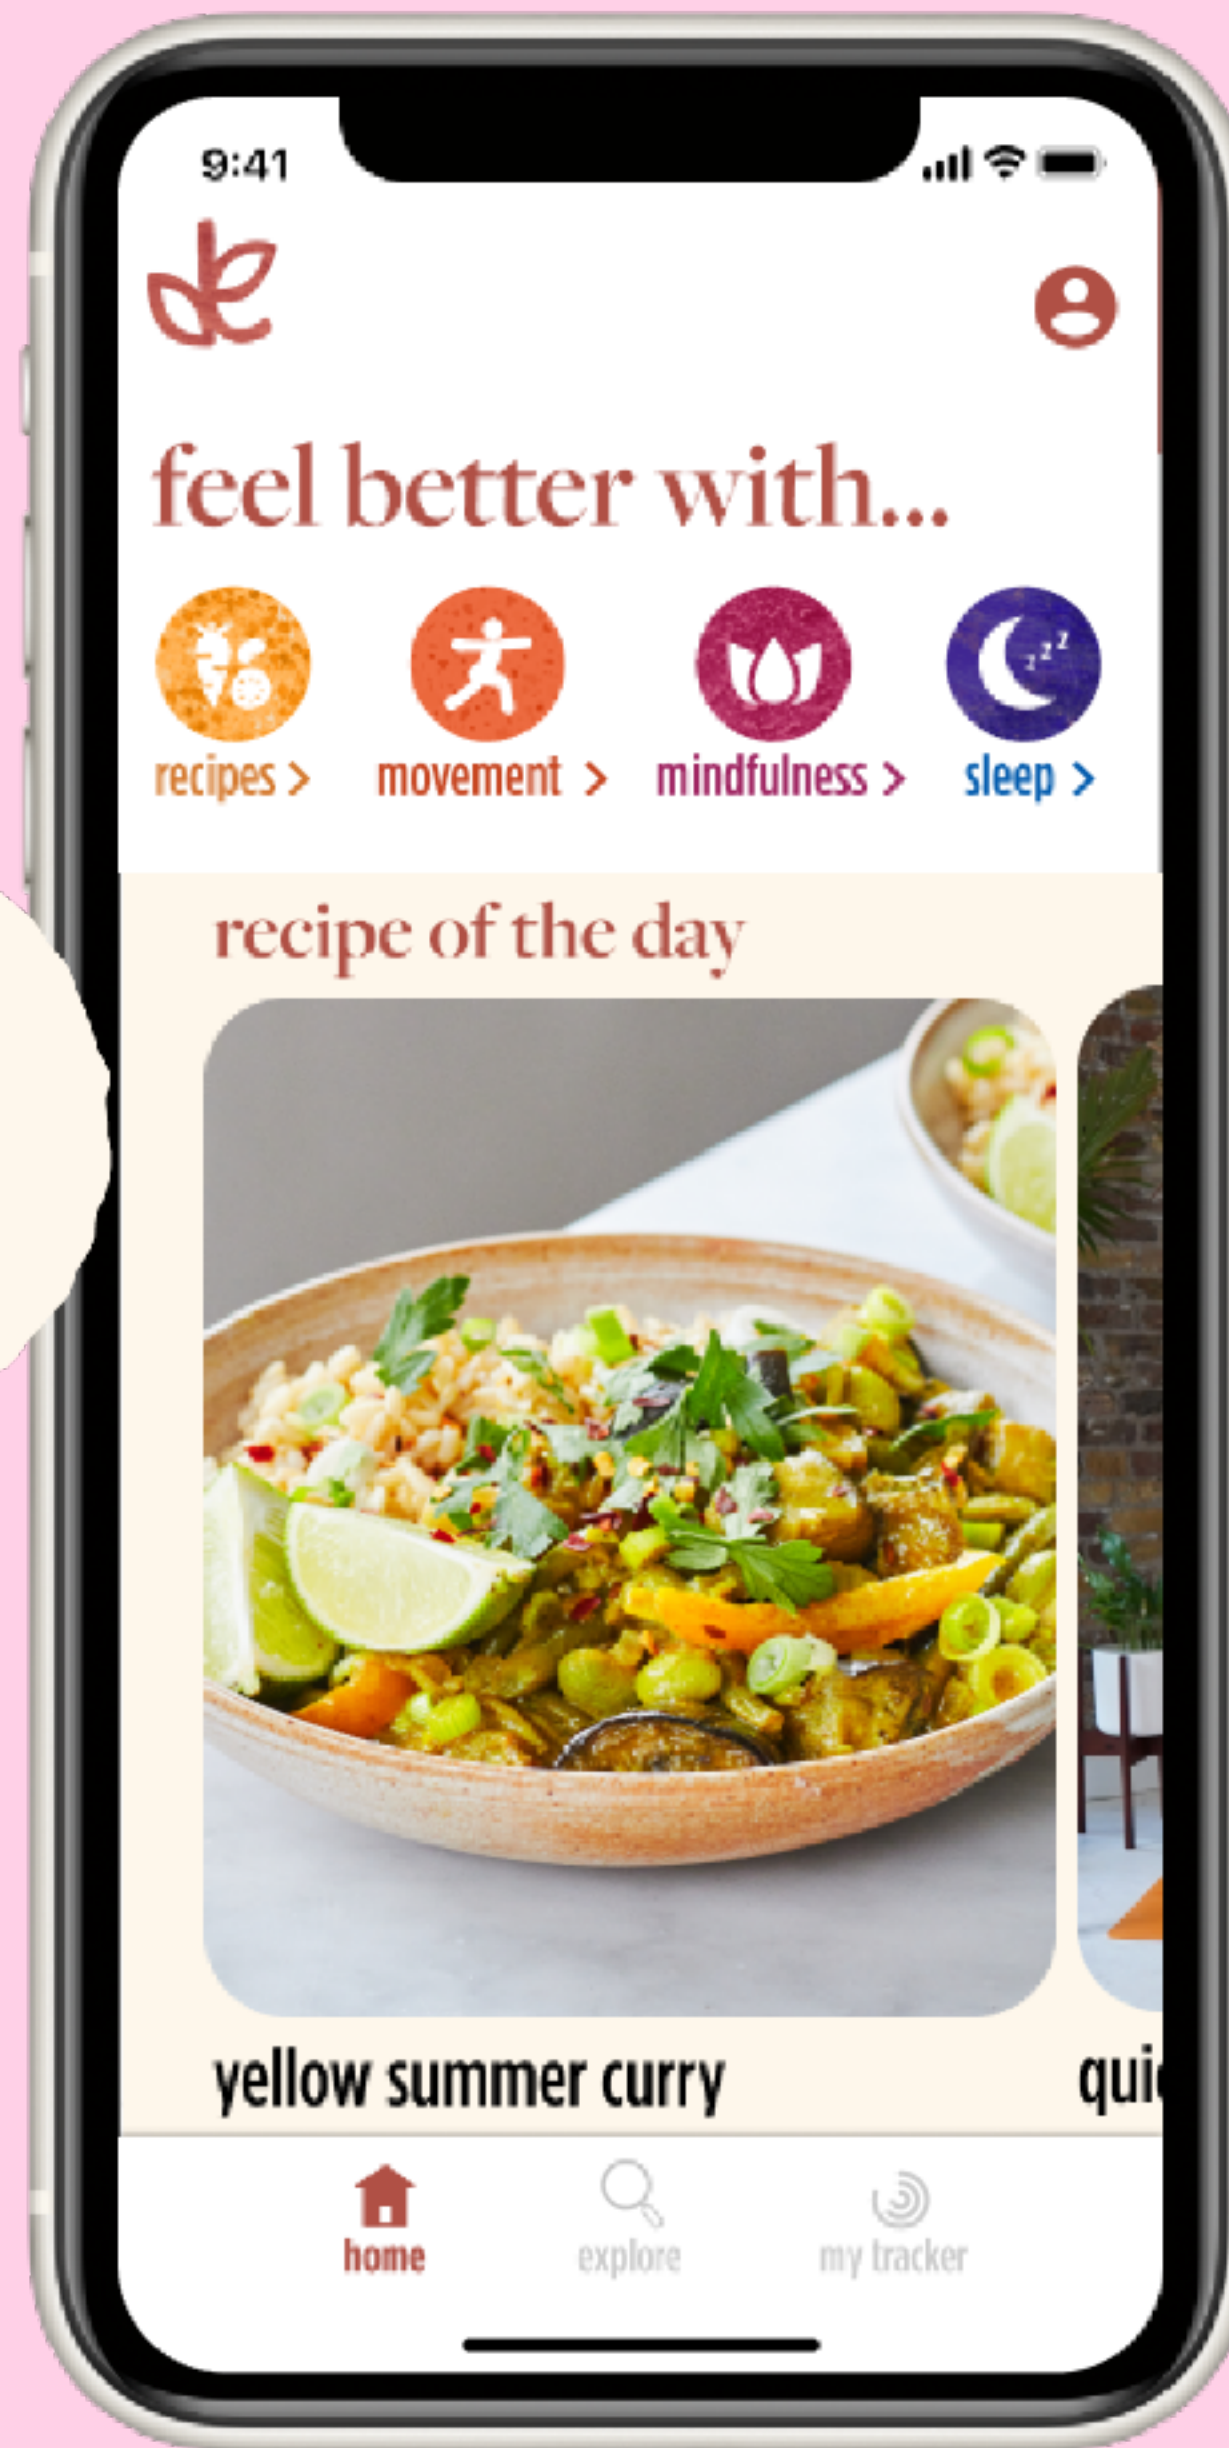 9:41
feel better with...
recipes >
movement >
mindfulness >
sleep >
recipe of the day
yellow summer curry
home
explore
my tracker